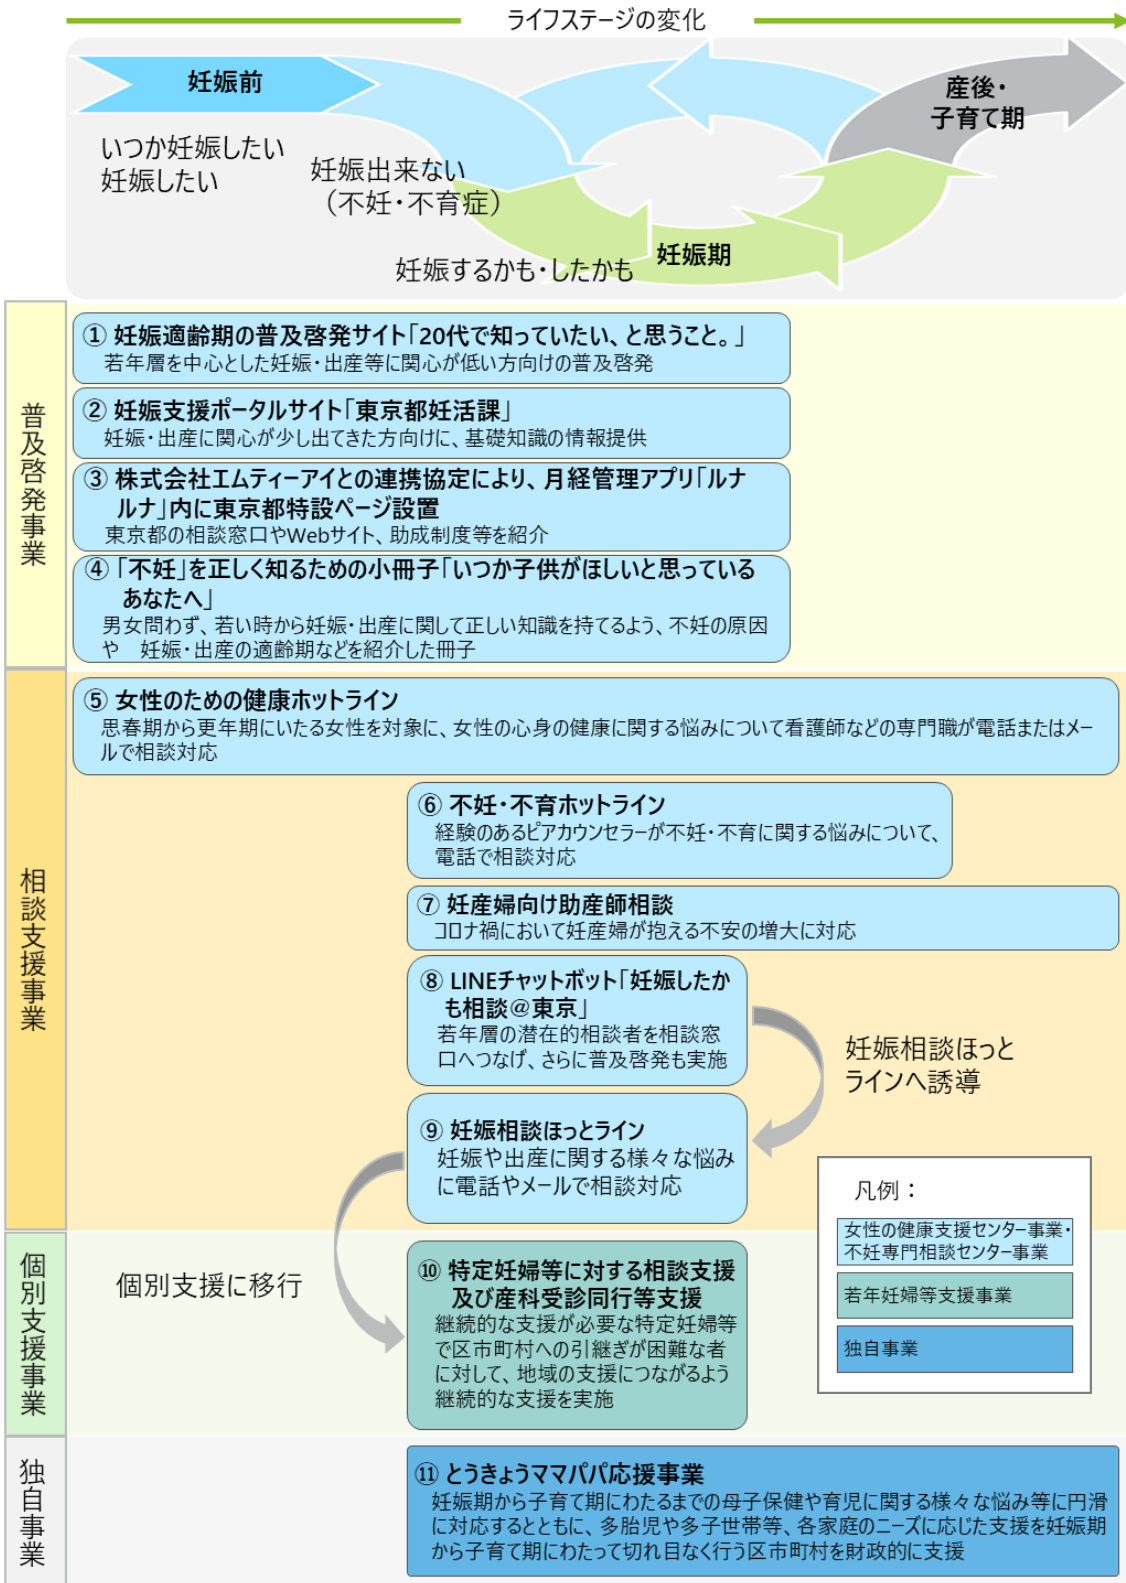 ライフステージの変化
妊娠前
産後・
子育て期
いつか妊娠したい
妊娠したい
妊娠出来ない
（不妊・不育症）
妊娠期
妊娠するかも・したかも
普及啓発事業
① 妊娠適齢期の普及啓発サイト「20代で知っていたい、と思うこと。」
若年層を中心とした妊娠・出産等に関心が低い方向けの普及啓発
② 妊娠支援ポータルサイト「東京都妊活課」
妊娠・出産に関心が少し出てきた方向けに、基礎知識の情報提供
③ 株式会社エムティーアイとの連携協定により、月経管理アプリ「ルナ
ルナ」内に東京都特設ページ設置
東京都の相談窓口やWebサイト、助成制度等を紹介
④ 「不妊」を正しく知るための小冊子「いつか子供がほしいと思っている
あなたへ」
男女問わず、若い時から妊娠・出産に関して正しい知識を持てるよう、不妊の原因
や　妊娠・出産の適齢期などを紹介した冊子
相談支援事業
⑤ 女性のための健康ホットライン
思春期から更年期にいたる女性を対象に、女性の心身の健康に関する悩みについて看護師などの専門職が電話またはメー
ルで相談対応
⑥ 不妊・不育ホットライン
経験のあるピアカウンセラーが不妊・不育に関する悩みについて、
電話で相談対応
⑦ 妊産婦向け助産師相談
コロナ禍において妊産婦が抱える不安の増大に対応
⑧ LINEチャットボット「妊娠したか
も相談@東京」
若年層の潜在的相談者を相談窓
口へつなげ、さらに普及啓発も実施
妊娠相談ほっと
ラインへ誘導
⑨ 妊娠相談ほっとライン
妊娠や出産に関する様々な悩み
に電話やメールで相談対応
凡例：
女性の健康支援センター事業・
不妊専門相談センター事業
若年妊婦等支援事業
独自事業
個別支援事業
個別支援に移行
⑩ 特定妊婦等に対する相談支援
及び産科受診同行等支援
継続的な支援が必要な特定妊婦等
で区市町村への引継ぎが困難な者
に対して、地域の支援につながるよう
継続的な支援を実施
独自事業
⑪ とうきょうママパパ応援事業
妊娠期から子育て期にわたるまでの母子保健や育児に関する様々な悩み等に円滑
に対応するとともに、多胎児や多子世帯等、各家庭のニーズに応じた支援を妊娠期
から子育て期にわたって切れ目なく行う区市町村を財政的に支援